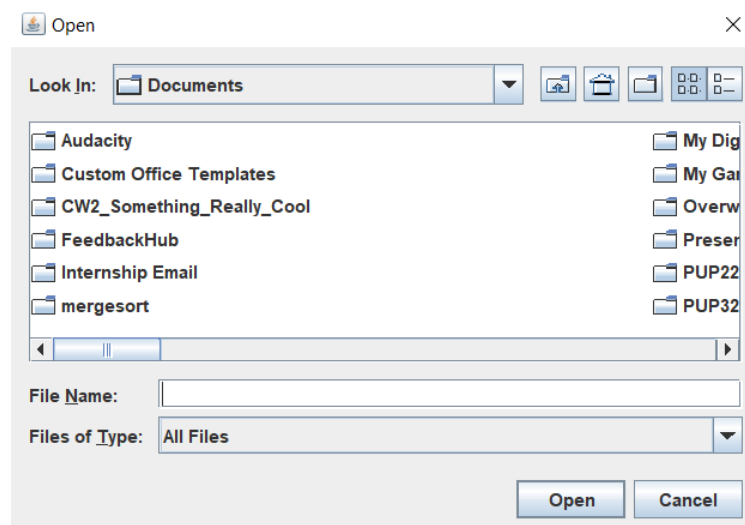 Open
Look In: Documents
Audacity My Dig
Custom Office Templates My Gar
CW2_Something_Really_Cool Overw
FeedbackHub Preser
Internship Email PUP22
mergesort PUP32
File Name:
Files of Type: All Files
Open Cancel